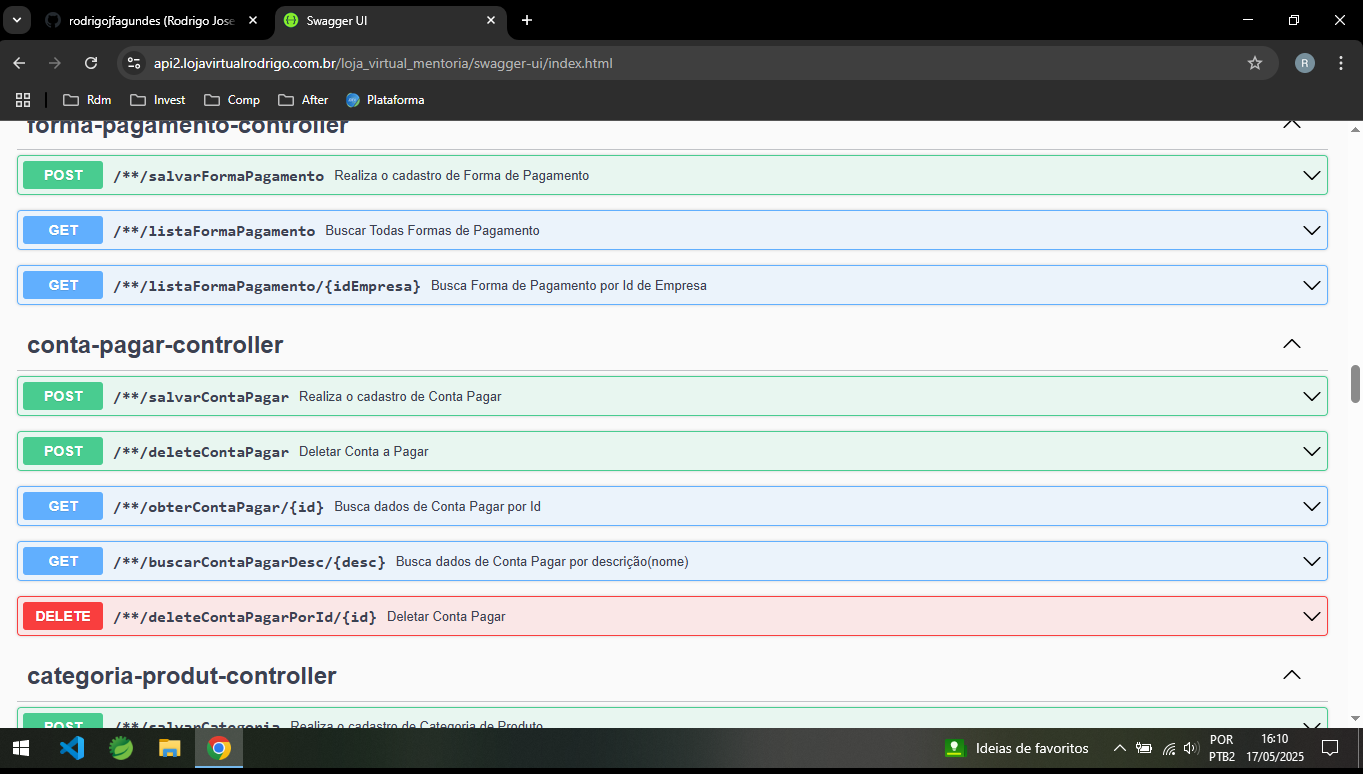 rodrigojfagundes (Rodrigo Jose
Swagger UI
api2.lojavirtualrodrigo.com.br/loja_virtual_mentoria/swagger-ui/index.html
R
Rdm
Invest
Comp
After
Plataforma
forma-pagamento-controller
POST /**/salvarFormaPagamento Realiza o cadastro de Forma de Pagamento
GET /**/listaFormaPagamento Buscar Todas Formas de Pagamento
GET /**/listaFormaPagamento/{idEmpresa} Busca Forma de Pagamento por Id de Empresa
conta-pagar-controller
POST /**/salvarContaPagar Realiza o cadastro de Conta Pagar
POST /**/deleteContaPagar Deletar Conta a Pagar
GET /**/obterContaPagar/{id} Busca dados de Conta Pagar por Id
GET /**/buscarContaPagarDesc/{desc} Busca dados de Conta Pagar por descrição(nome)
DELETE /**/deleteContaPagarPorId/{id} Deletar Conta Pagar
categoria-produt-controller
POST /**/salvarCategoria Realiza o cadastro de Categoria de Produto
Ideias de favoritos
POR
PTB2
16:10
17/05/2025